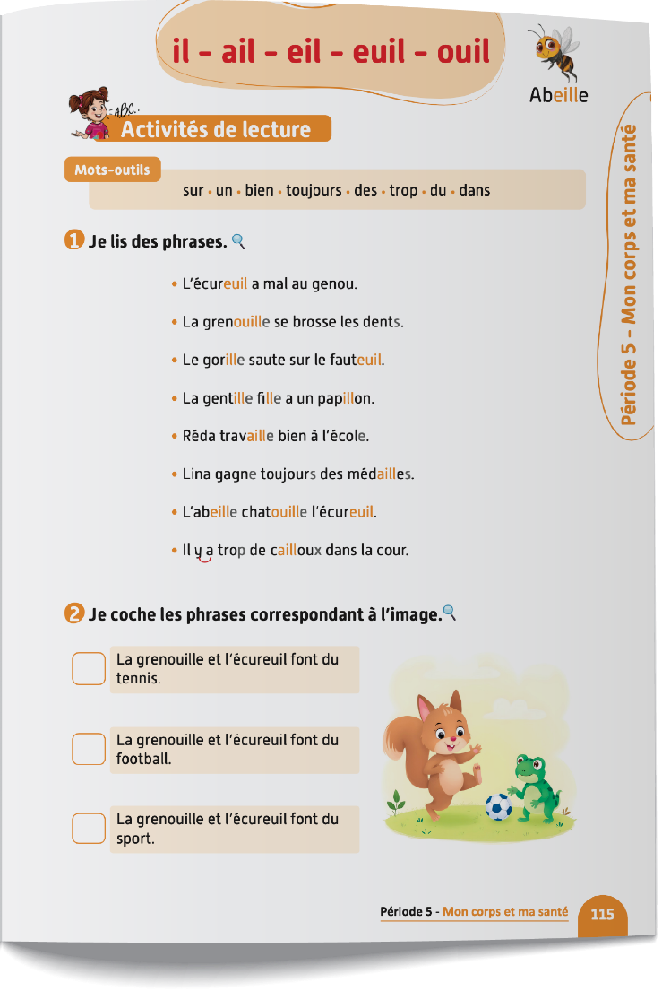 il - ail - eil - euil - ouil
Abeille
ABC..
Activités de lecture
Mots-outils
sur • un • bien • toujours • des • trop • du • dans
Période 5 - Mon corps et ma santé
1 Je lis des phrases.
• L'écureuil a mal au genou.
• La grenouille se brosse les dents.
• Le gorille saute sur le fauteuil.
• La gentille fille a un papillon.
• Réda travaille bien à l'école.
• Lina gagne toujours des médailles.
• L'abeille chatouille l'écureuil.
• Il y a trop de cailloux dans la cour.
2 Je coche les phrases correspondant à l'image.
La grenouille et l'écureuil font du
tennis.
La grenouille et l'écureuil font du
football.
La grenouille et l'écureuil font du
sport.
Période 5 - Mon corps et ma santé
115